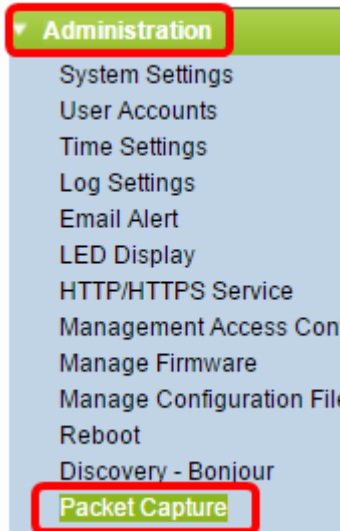 Administration
System Settings
User Accounts
Time Settings
Log Settings
Email Alert
LED Display
HTTP/HTTPS Service
Management Access Con
Manage Firmware
Manage Configuration File
Reboot
Discovery - Bonjour
Packet Capture